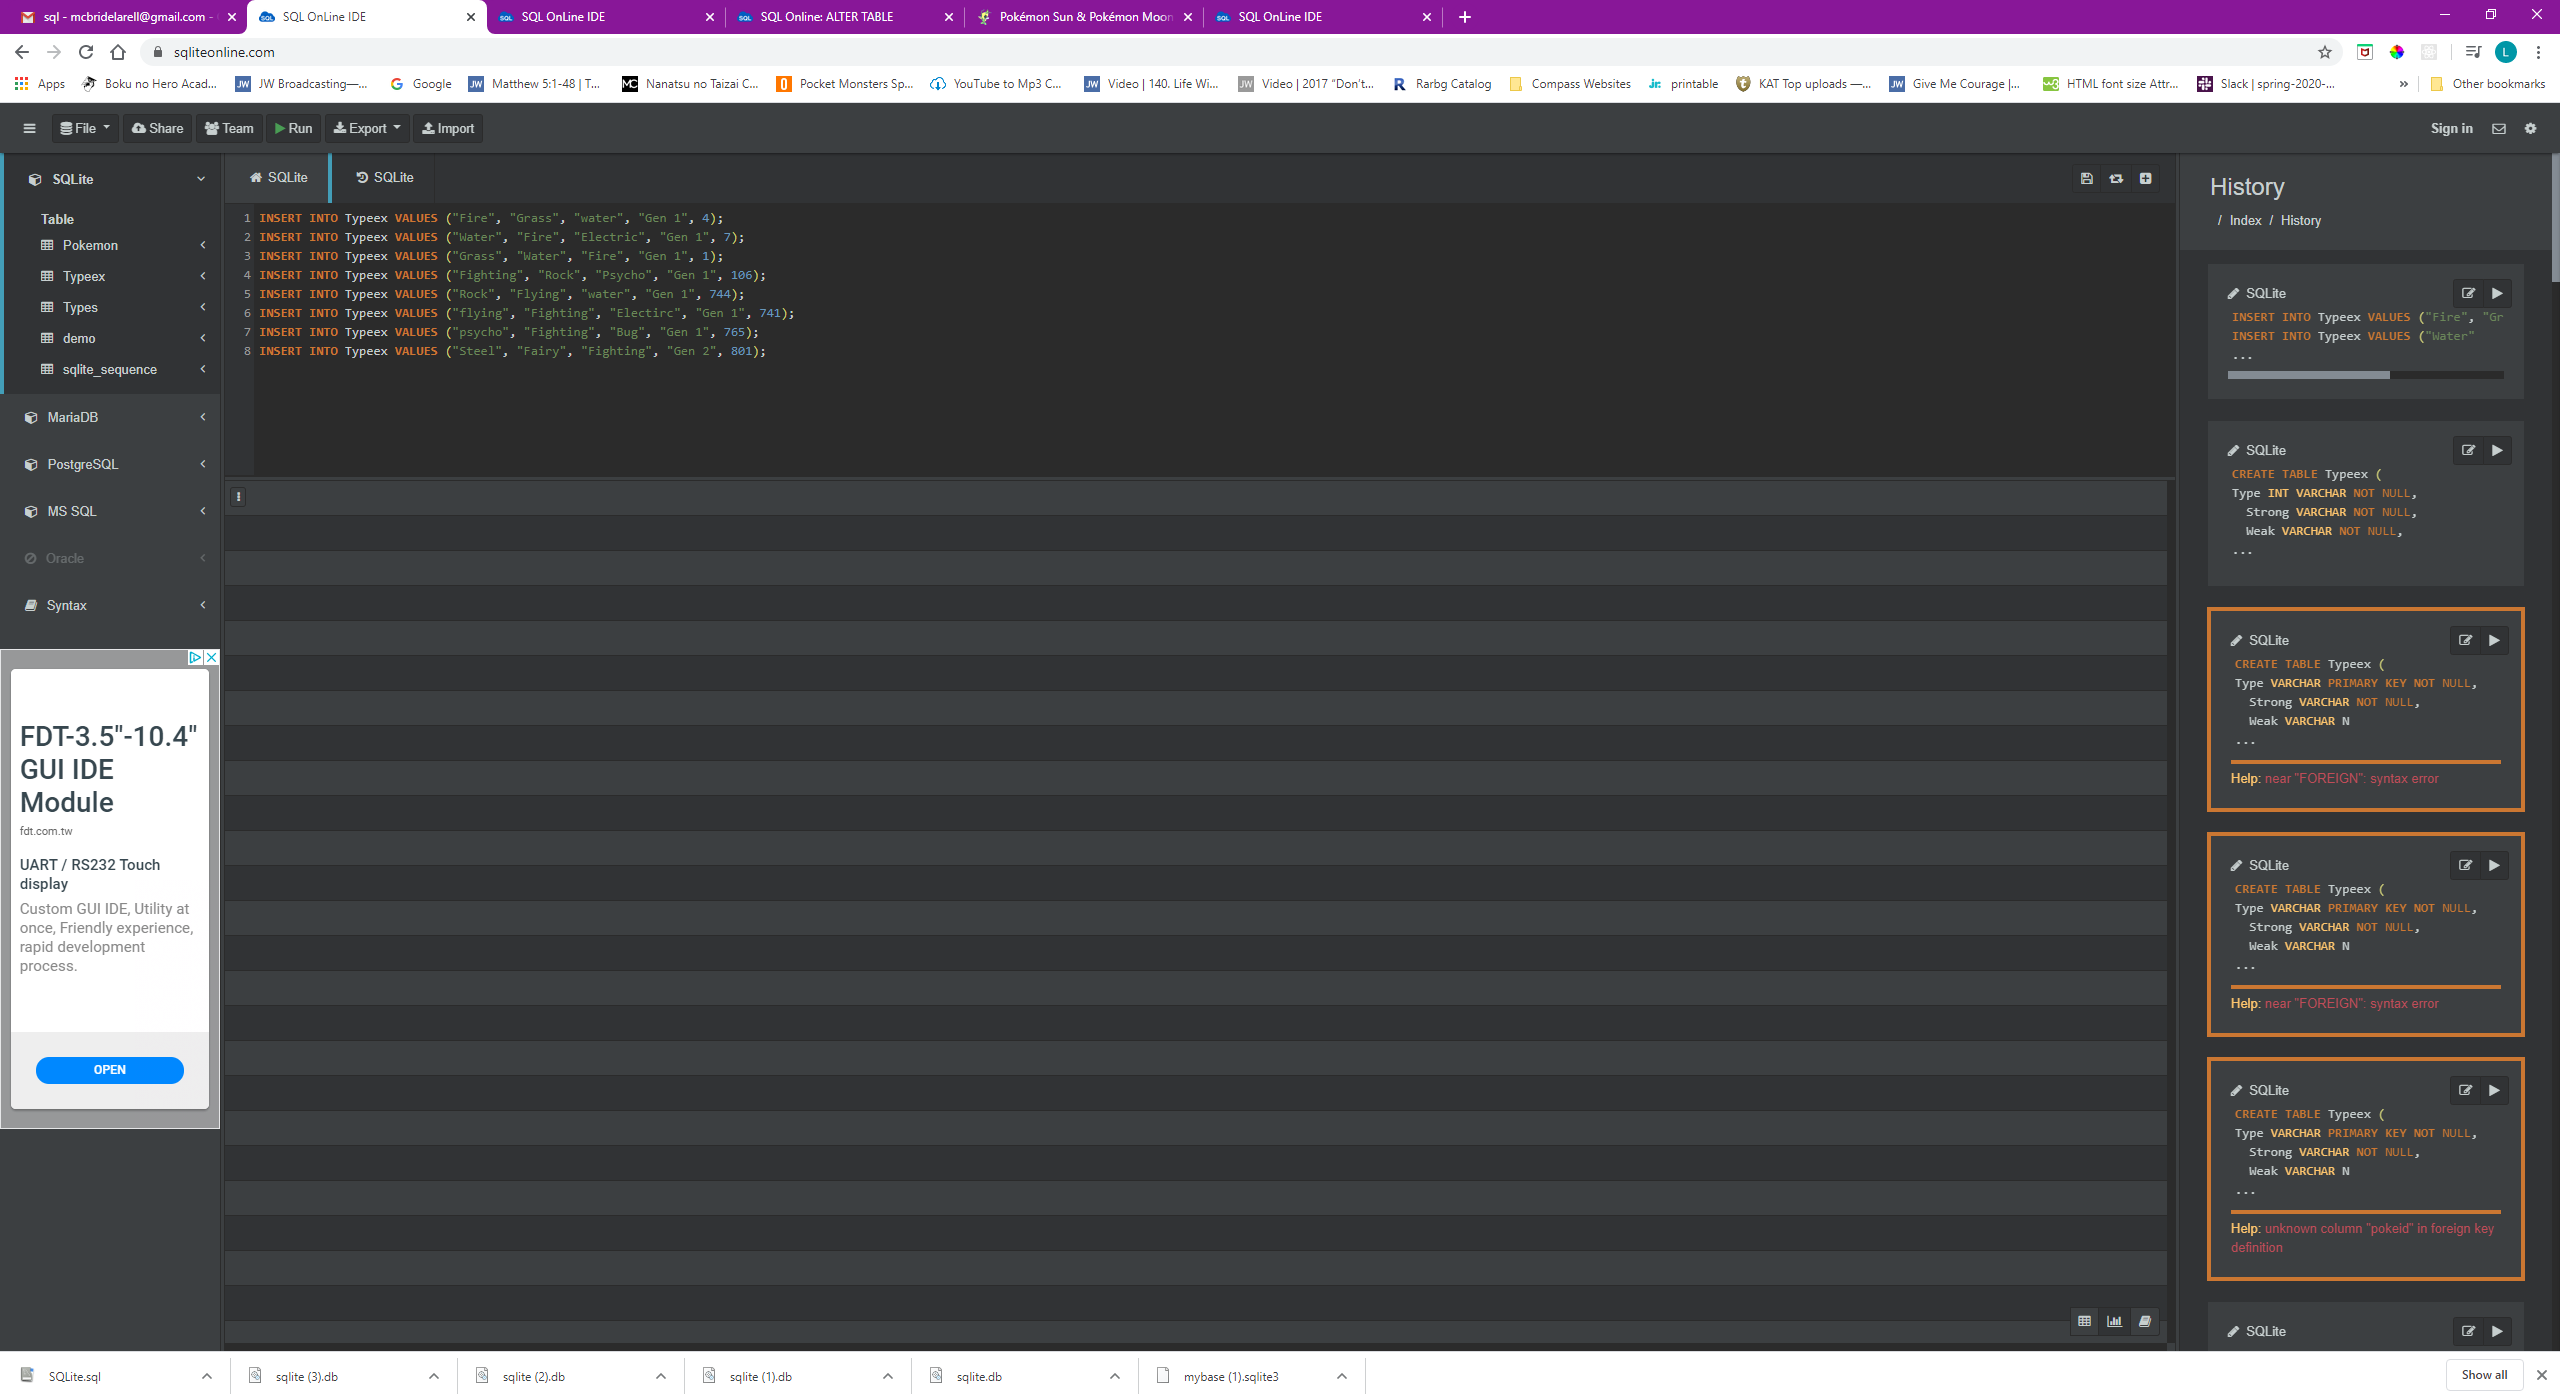 sql - mcbridelarell@gmail.com -
SQL OnLine IDE
SQL OnLine IDE
SQL Online: ALTER TABLE
Pokémon Sun & Pokémon Moon
SQL OnLine IDE
sqliteonline.com
L
Apps
Boku no Hero Acad...
JW Broadcasting—...
Google
Matthew 5:1-48 | T...
Nanatsu no Taizai C...
Pocket Monsters Sp...
YouTube to Mp3 C...
Video | 140. Life Wi...
Video | 2017 "Don't...
Rarbg Catalog
Compass Websites
printable
KAT Top uploads —...
Give Me Courage |...
HTML font size Attr...
Slack | spring-2020-...
»
Other bookmarks
File
Share
Team
Run
Export
Import
Sign in
SQLite
Table
Pokemon
Typeex
Types
demo
sqlite_sequence
MariaDB
PostgreSQL
MS SQL
Oracle
Syntax
FDT-3.5"-10.4"
GUI IDE
Module
fdt.com.tw
UART / RS232 Touch
display
Custom GUI IDE, Utility at
once, Friendly experience,
rapid development
process.
OPEN
SQLite
SQLite
1 INSERT INTO Typeex VALUES ("Fire", "Grass", "water", "Gen 1", 4);
2 INSERT INTO Typeex VALUES ("Water", "Fire", "Electric", "Gen 1", 7);
3 INSERT INTO Typeex VALUES ("Grass", "Water", "Fire", "Gen 1", 1);
4 INSERT INTO Typeex VALUES ("Fighting", "Rock", "Psycho", "Gen 1", 106);
5 INSERT INTO Typeex VALUES ("Rock", "Flying", "water", "Gen 1", 744);
6 INSERT INTO Typeex VALUES ("flying", "Fighting", "Electirc", "Gen 1", 741);
7 INSERT INTO Typeex VALUES ("psycho", "Fighting", "Bug", "Gen 1", 765);
8 INSERT INTO Typeex VALUES ("Steel", "Fairy", "Fighting", "Gen 2", 801);
History
/ Index / History
SQLite
INSERT INTO Typeex VALUES ("Fire", "Gr
INSERT INTO Typeex VALUES ("Water"
...
SQLite
CREATE TABLE Typeex (
Type INT VARCHAR NOT NULL,
Strong VARCHAR NOT NULL,
Weak VARCHAR NOT NULL,
...
SQLite
CREATE TABLE Typeex (
Type VARCHAR PRIMARY KEY NOT NULL,
Strong VARCHAR NOT NULL,
Weak VARCHAR N
...
Help: near "FOREIGN": syntax error
SQLite
CREATE TABLE Typeex (
Type VARCHAR PRIMARY KEY NOT NULL,
Strong VARCHAR NOT NULL,
Weak VARCHAR N
...
Help: near "FOREIGN": syntax error
SQLite
CREATE TABLE Typeex (
Type VARCHAR PRIMARY KEY NOT NULL,
Strong VARCHAR NOT NULL,
Weak VARCHAR N
...
Help: unknown column "pokeid" in foreign key
definition
SQLite
SQLite.sql
sqlite (3).db
sqlite (2).db
sqlite (1).db
sqlite.db
mybase (1).sqlite3
Show all